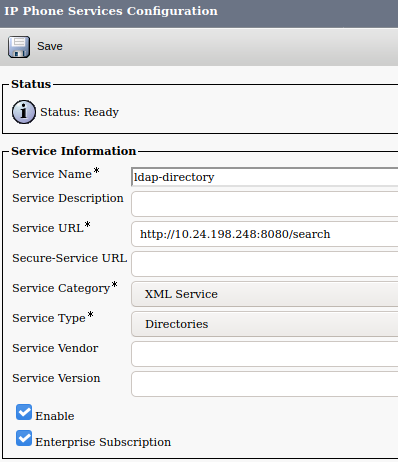 IP Phone Services Configuration
Save
Status
Status: Ready
Service Information
Service Name* ldap-directory
Service Description
Service URL* http://10.24.198.248:8080/search
Secure-Service URL
Service Category* XML Service
Service Type* Directories
Service Vendor
Service Version
Enable
Enterprise Subscription